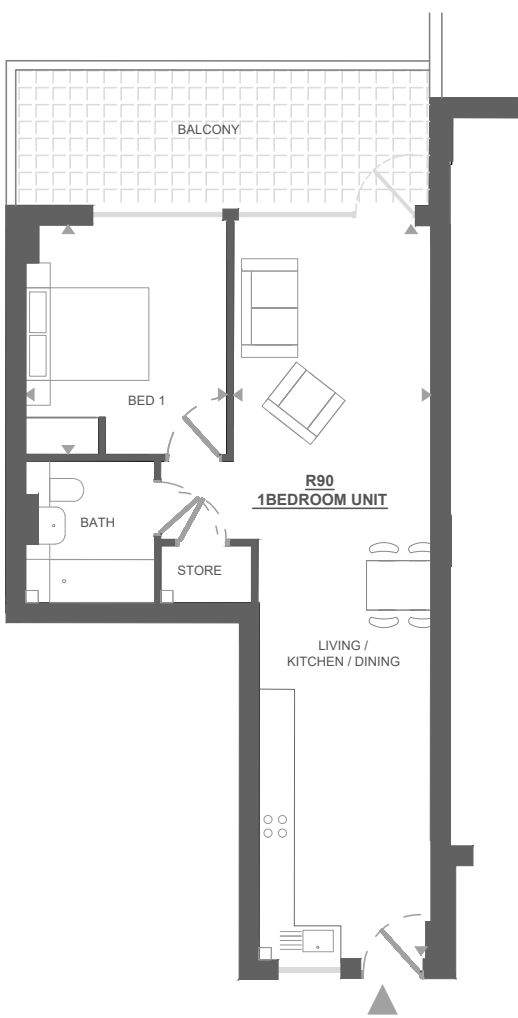 BALCONY
BED 1
R90
1BEDROOM UNIT
BATH
STORE
LIVING /
KITCHEN / DINING